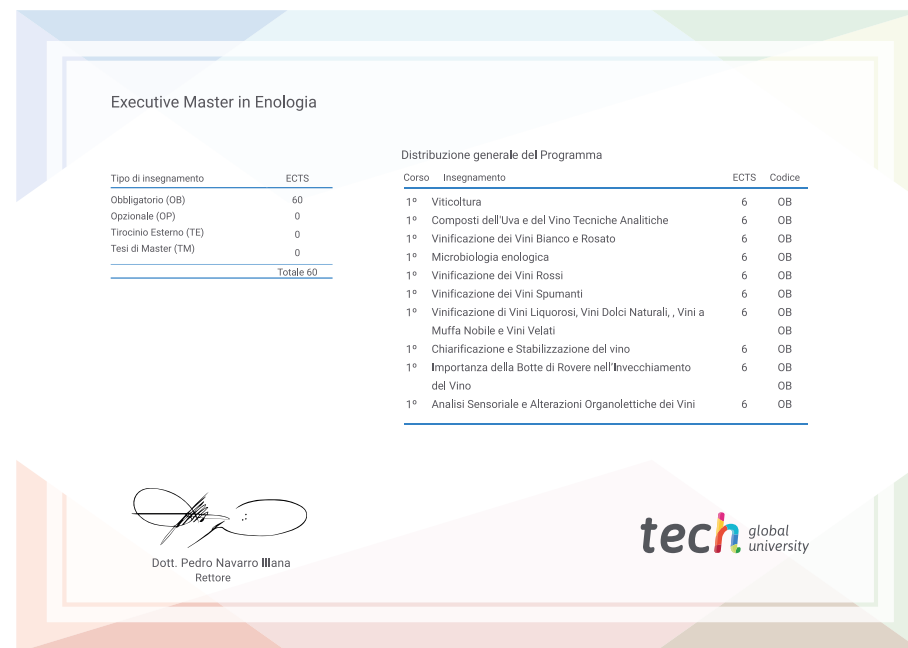 Executive Master in Enologia
Tipo di insegnamento ECTS
Obbligatorio (OB) 60
Opzionale (OP) 0
Tirocinio Esterno (TE) 0
Tesi di Master (TM) 0
Totale 60
Distribuzione generale del Programma
Corso Insegnamento ECTS Codice
1º Viticoltura 6 OB
1º Composti dell'Uva e del Vino Tecniche Analitiche 6 OB
1º Vinificazione dei Vini Bianco e Rosato 6 OB
1º Microbiologia enologica 6 OB
1º Vinificazione dei Vini Rossi 6 OB
1º Vinificazione dei Vini Spumanti 6 OB
1º Vinificazione di Vini Liquorosi, Vini Dolci Naturali, , Vini a 6 OB
Muffa Nobile e Vini Velati OB
1º Chiarificazione e Stabilizzazione del vino 6 OB
1º Importanza della Botte di Rovere nell'Invecchiamento 6 OB
del Vino OB
1º Analisi Sensoriale e Alterazioni Organolettiche dei Vini 6 OB
Dott. Pedro Navarro Illana
Rettore
tech global
university